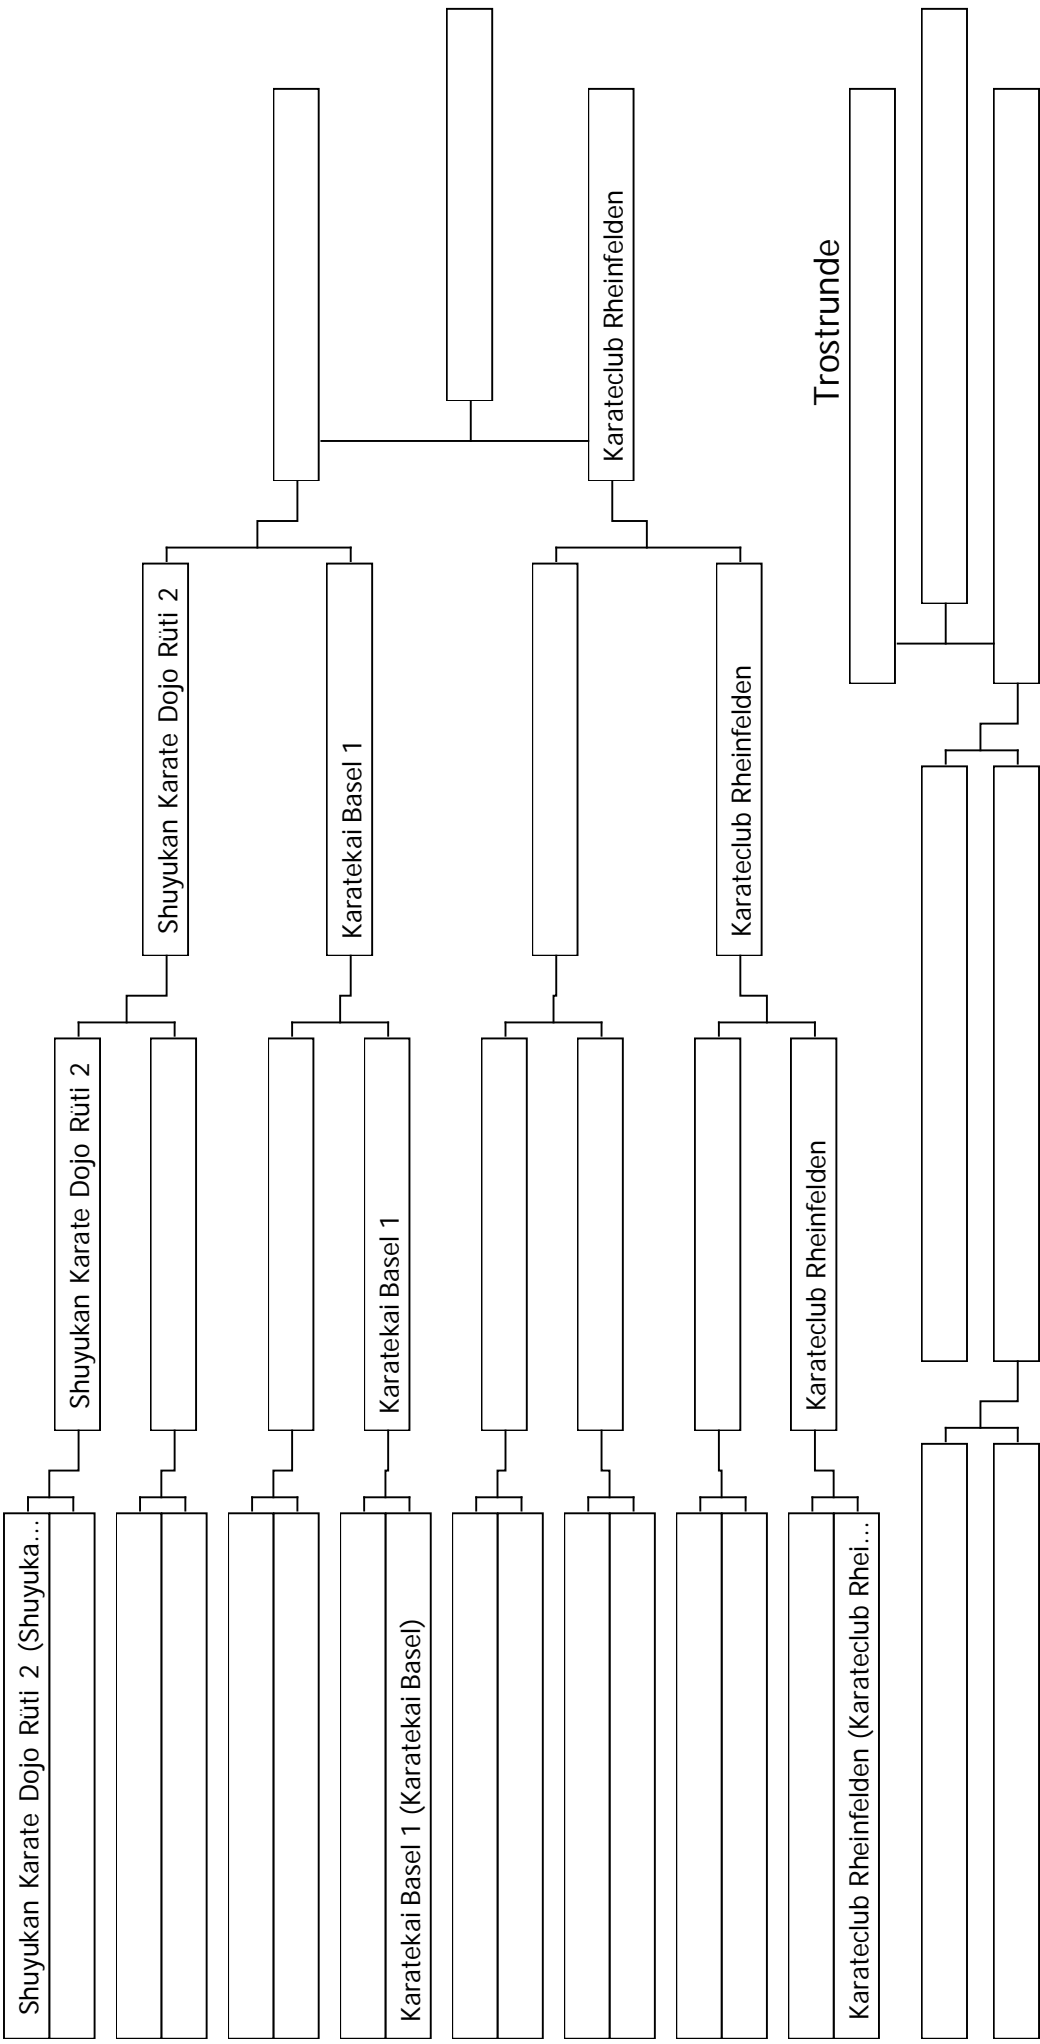 Shuyukan Karate Dojo Rüti 2 (Shuyuka...
Karatekai Basel 1 (Karatekai Basel)
Karateclub Rheinfelden (Karateclub Rhei...
Shuyukan Karate Dojo Rüti 2
Karatekai Basel 1
Karateclub Rheinfelden
Shuyukan Karate Dojo Rüti 2
Karatekai Basel 1
Karateclub Rheinfelden
Karateclub Rheinfelden
Trostrunde